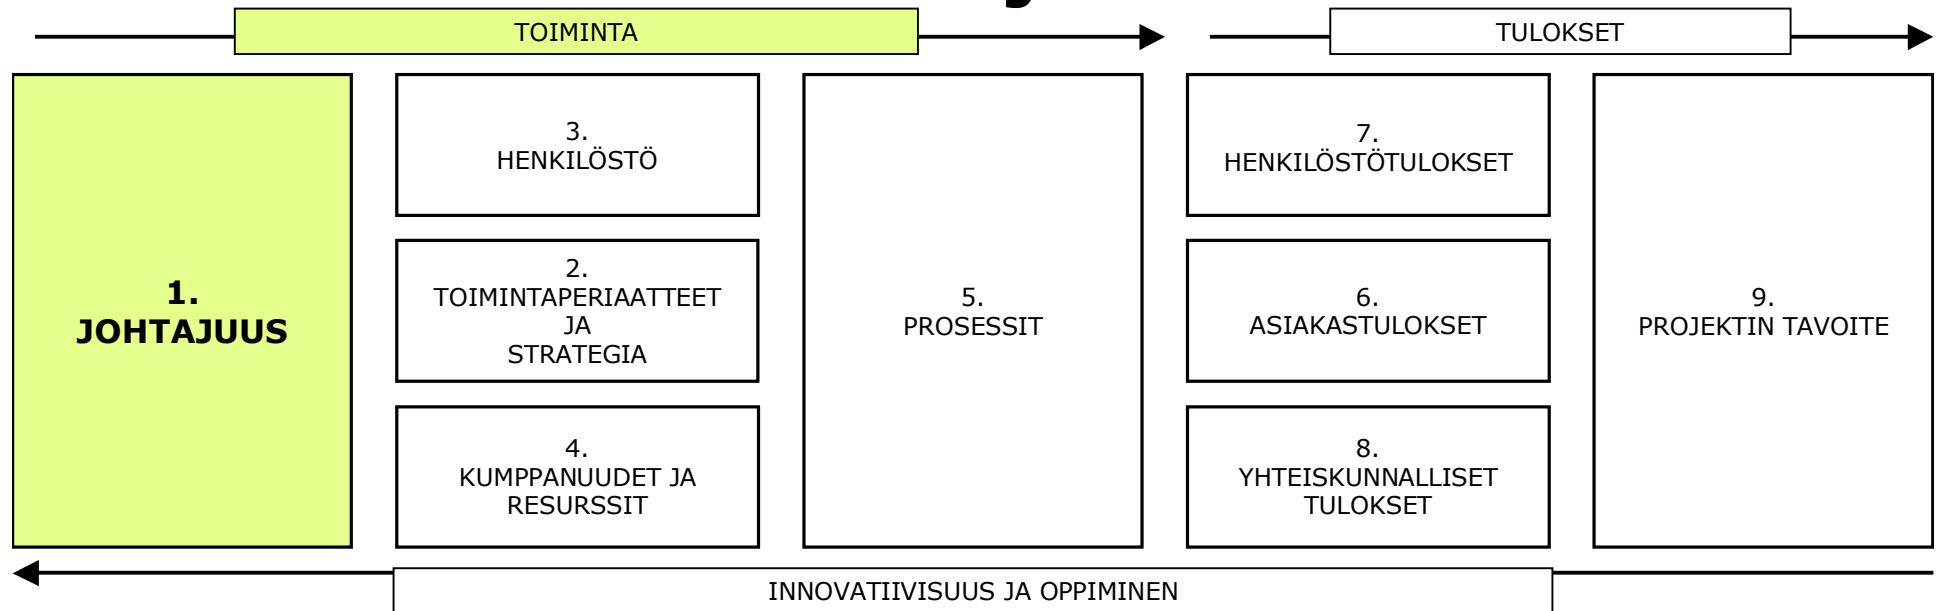 TOIMINTA
TULOKSET
1.
JOHTAJUUS
3.
HENKILÖSTÖ
2.
TOIMINTAPERIAATTEET
JA
STRATEGIA
4.
KUMPPANUUDET JA
RESURSSIT
5.
PROSESSIT
7.
HENKILÖSTÖTULOKSET
6.
ASIAKASTULOKSET
8.
YHTEISKUNNALLISET
TULOKSET
9.
PROJEKTIN TAVOITE
INNOVATIIVISUUS JA OPPIMINEN